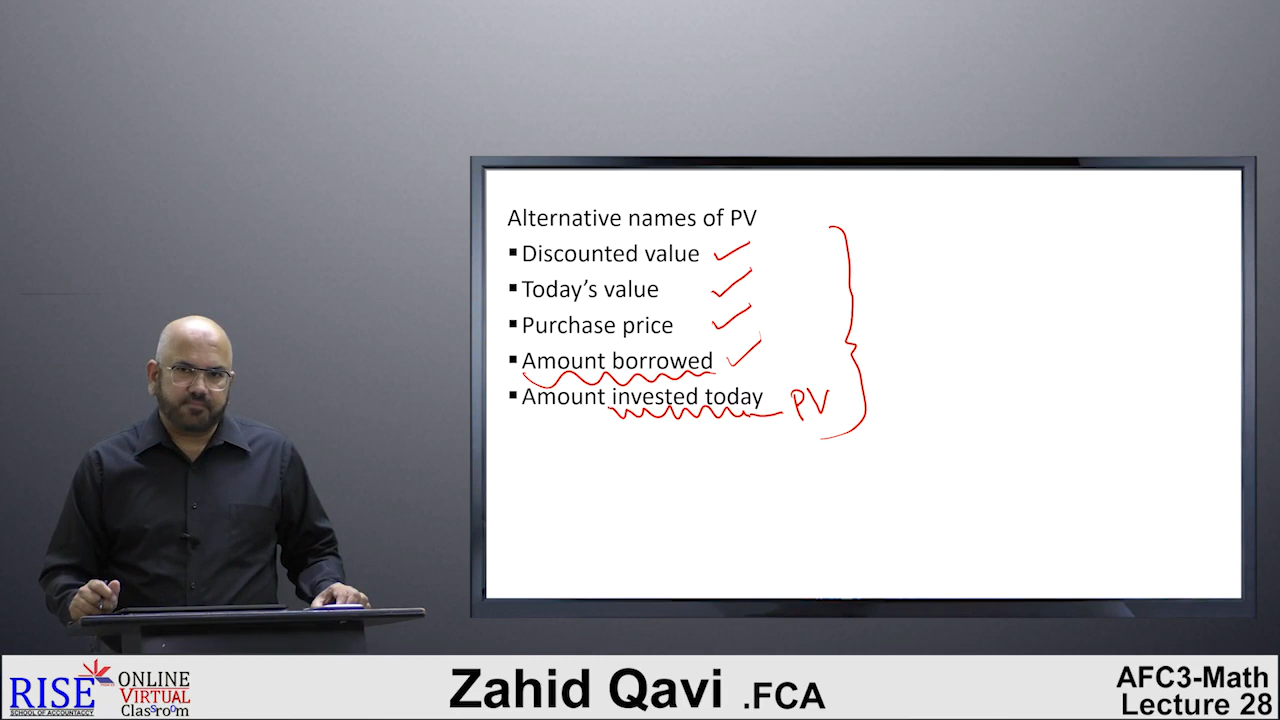 Alternative names of PV
▪ Discounted value
▪ Today's value
▪ Purchase price
▪ Amount borrowed
▪ Amount invested today PV
RISE
SCHOOL OF ACCOUNTACY
ONLINE
VIRTUAL
Classroom
Zahid Qavi .FCA
AFC3-Math
Lecture 28